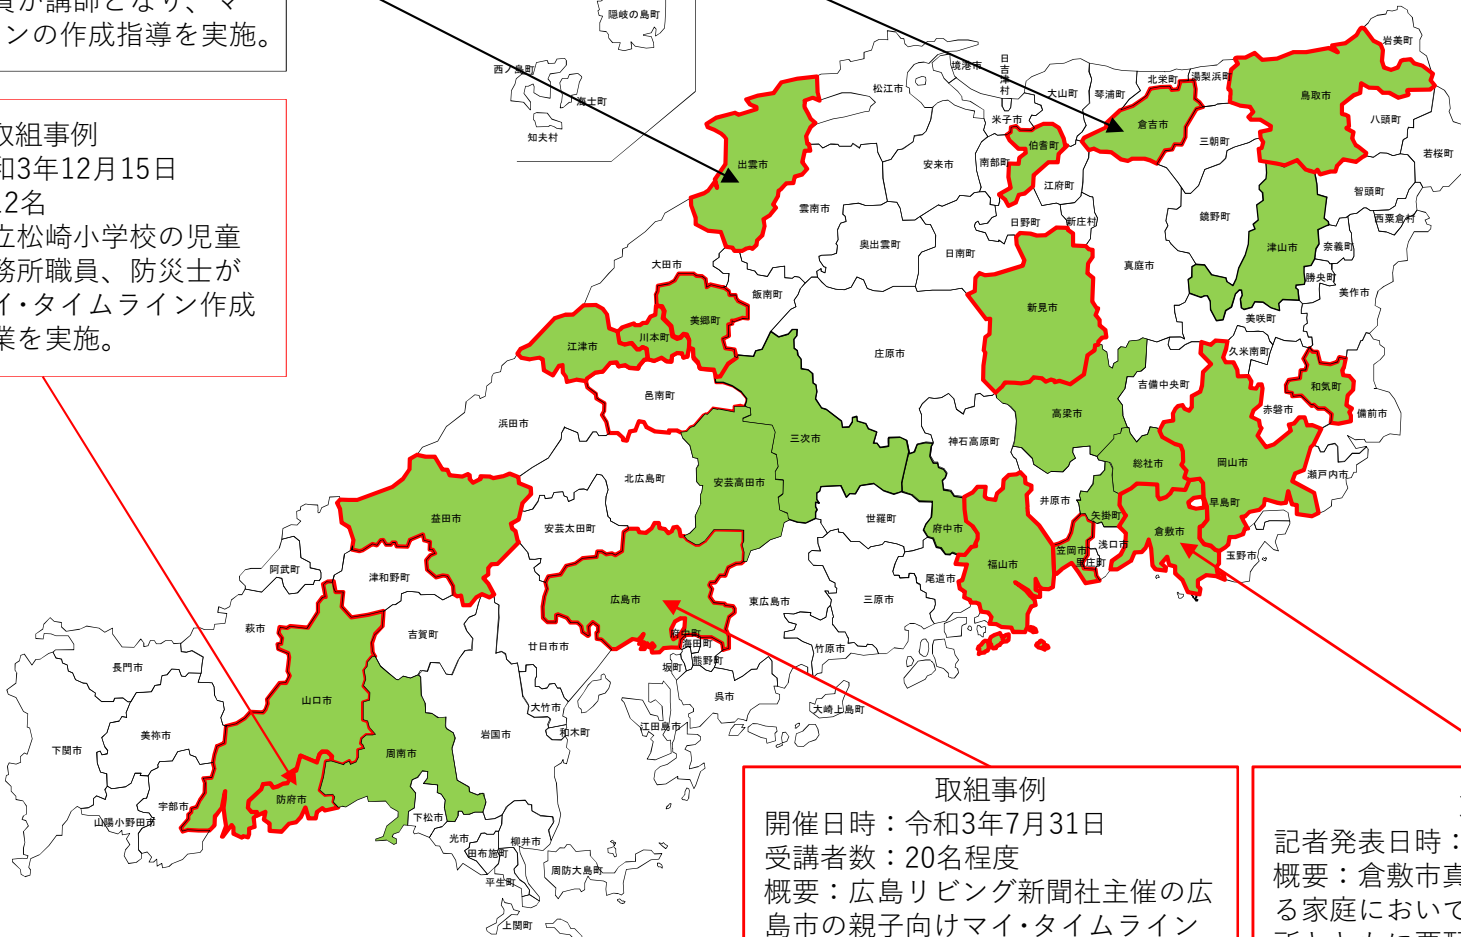 ンの作成指導を実施。
取組事例
和3年12月15日
2名
立松崎小学校の児童
務所職員、防災士が
イ・タイムライン作成
業を実施。
隠岐の島町
西ノ島町
海士町
知夫村
岩美町
境港市
日吉津村
北栄町
湯梨浜町
松江市
大山町
琴浦町
鳥取市
米子市
倉吉市
八頭町
出雲市
安来市
南部町
伯耆町
三朝町
若桜町
江府町
智頭町
雲南市
日野町
新庄村
鏡野町
西粟倉村
奥出雲町
日南町
津山市
奈義町
大田市
真庭市
勝央町
飯南町
美作市
新見市
美郷町
美咲町
川本町
江津市
庄原市
久米南町
吉備中央町
和気町
邑南町
赤磐市
備前市
浜田市
高梁市
三次市
神石高原町
総社市
岡山市
北広島町
安芸高田市
瀬戸内市
井原市
早島町
益田市
安芸太田町
世羅町
府中市
矢掛町
倉敷市
浅口市
笠岡市
里庄町
玉野市
阿武町
津和野町
福山市
尾道市
広島市
東広島市
三原市
萩市
吉賀町
府中町
海田町
廿日市市
竹原市
長門市
坂町
熊野町
山口市
呉市
大竹市
大崎上島町
美祢市
和木町
江田島市
下関市
岩国市
周南市
防府市
宇部市
下松市
山陽小野田市
光市
柳井市
田布施町
周防大島町
平生町
上関町
取組事例
開催日時：令和3年7月31日
受講者数：20名程度
概要：広島リビング新聞社主催の広
島市の親子向けマイ・タイムライン
記者発表日時：
概要：倉敷市真
る家庭において